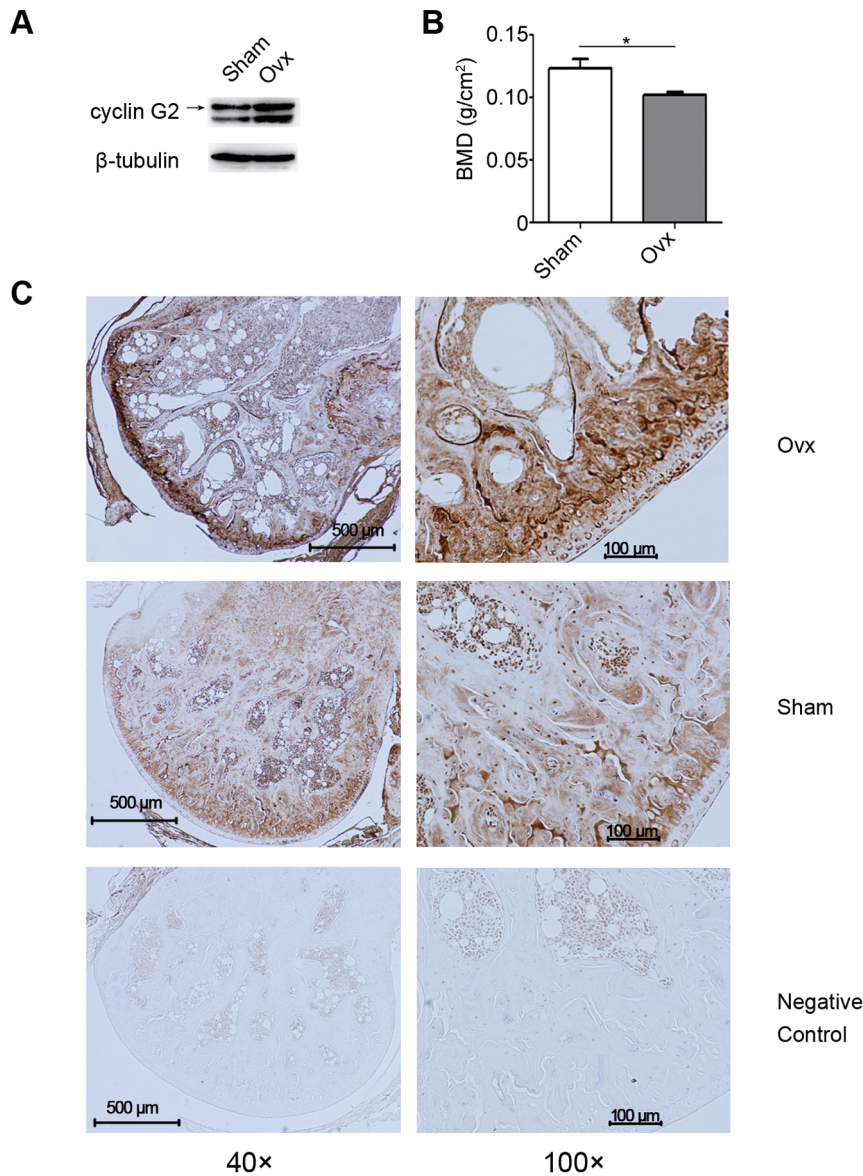 A
Sham
Ovx
cyclin G2
β-tubulin
B
*
0.15
0.10
0.05
0
BMD (g/cm²)
Sham
Ovx
C
500 µm
100 µm
Ovx
500 µm
100 µm
Sham
500 µm
100 µm
Negative
Control
40×
100×